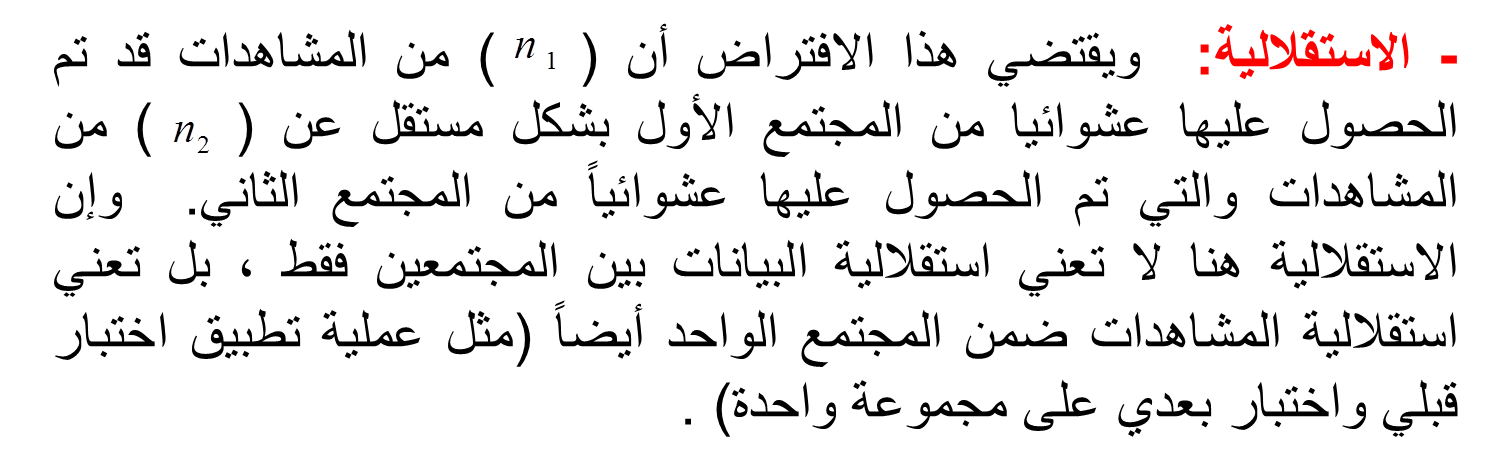 - الاستقلالية: ويقتضي هذا الافتراض أن ( n₁ ) من المشاهدات قد تم
الحصول عليها عشوائيا من المجتمع الأول بشكل مستقل عن ( n₂ ) من
المشاهدات والتي تم الحصول عليها عشوائياً من المجتمع الثاني. وإن
الاستقلالية هنا لا تعني استقلالية البيانات بين المجتمعين فقط ، بل تعني
استقلالية المشاهدات ضمن المجتمع الواحد أيضاً (مثل عملية تطبيق اختبار
قبلي واختبار بعدي على مجموعة واحدة) .